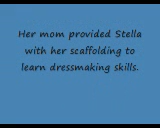 Her mom provided Stella
with her scaffolding to
learn dressmaking skills.